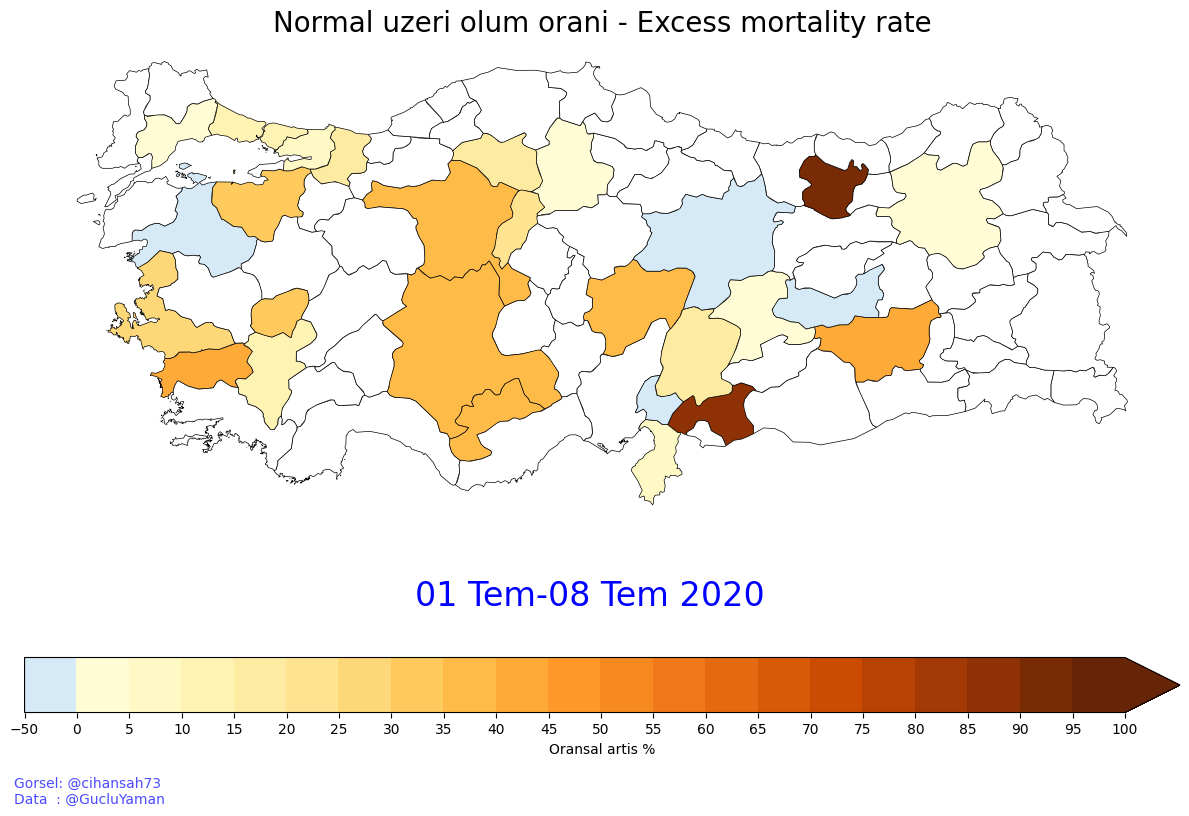 Normal uzeri olum orani - Excess mortality rate
01 Tem-08 Tem 2020
−50 0 5 10 15 20 25 30 35 40 45 50 55 60 65 70 75 80 85 90 95 100
Oransal artis %
Gorsel: @cihansah73
Data  : @GucluYaman